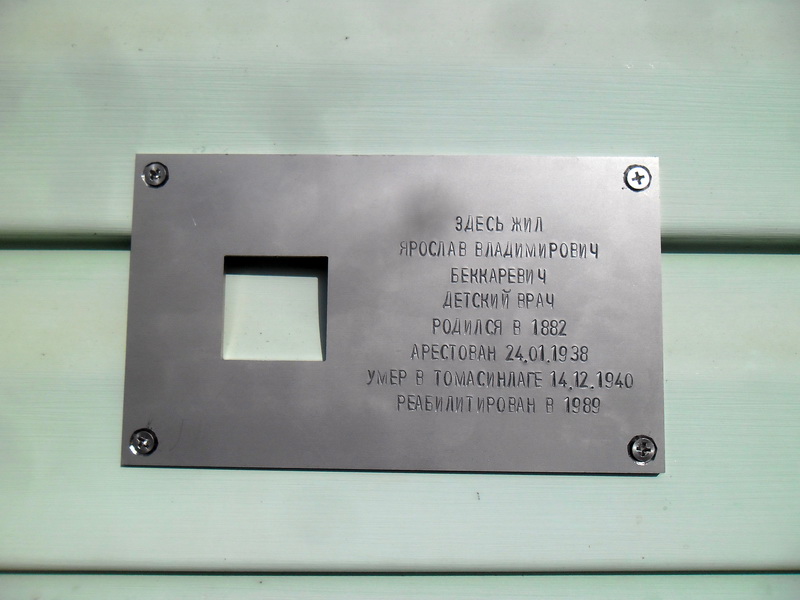 ЗДЕСЬ ЖИЛ
ЯРОСЛАВ ВЛАДИМИРОВИЧ
БЕККАРЕВИЧ
ДЕТСКИЙ ВРАЧ
РОДИЛСЯ В 1882
АРЕСТОВАН 24.01.1938
УМЕР В ТОМАСИНЛАГЕ 14.12.1940
РЕАБИЛИТИРОВАН В 1989